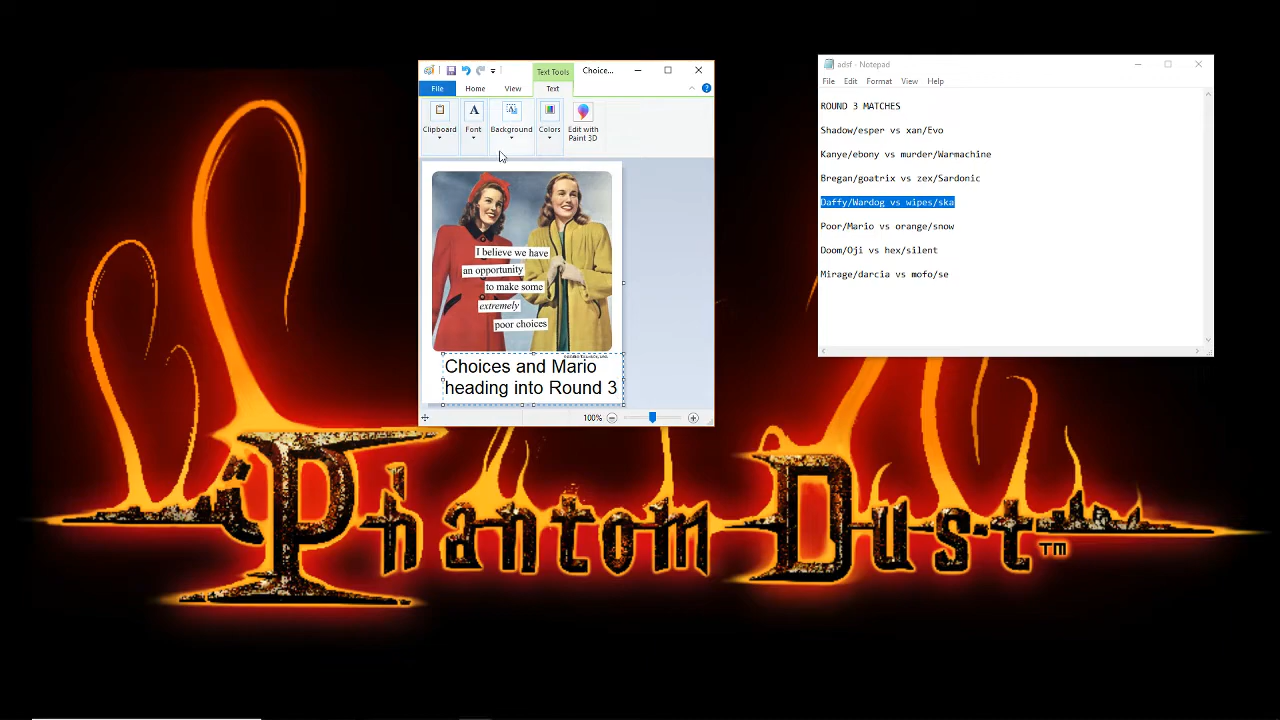 Text Tools
Choice...
File
Home
View
Text
Clipboard
Font
Background
Colors
Edit with
Paint 3D
I believe we have
an opportunity
to make some
extremely
poor choices
Choices and Mario
heading into Round 3
100%
adsf - Notepad
File Edit Format View Help
ROUND 3 MATCHES
Shadow/esper vs xan/Evo
Kanye/ebony vs murder/Warmachine
Bregan/goatrix vs zex/Sardonic
Daffy/Wardog vs wipes/ska
Poor/Mario vs orange/snow
Doom/Oji vs hex/silent
Mirage/darcia vs mofo/se
Phantom Dust™